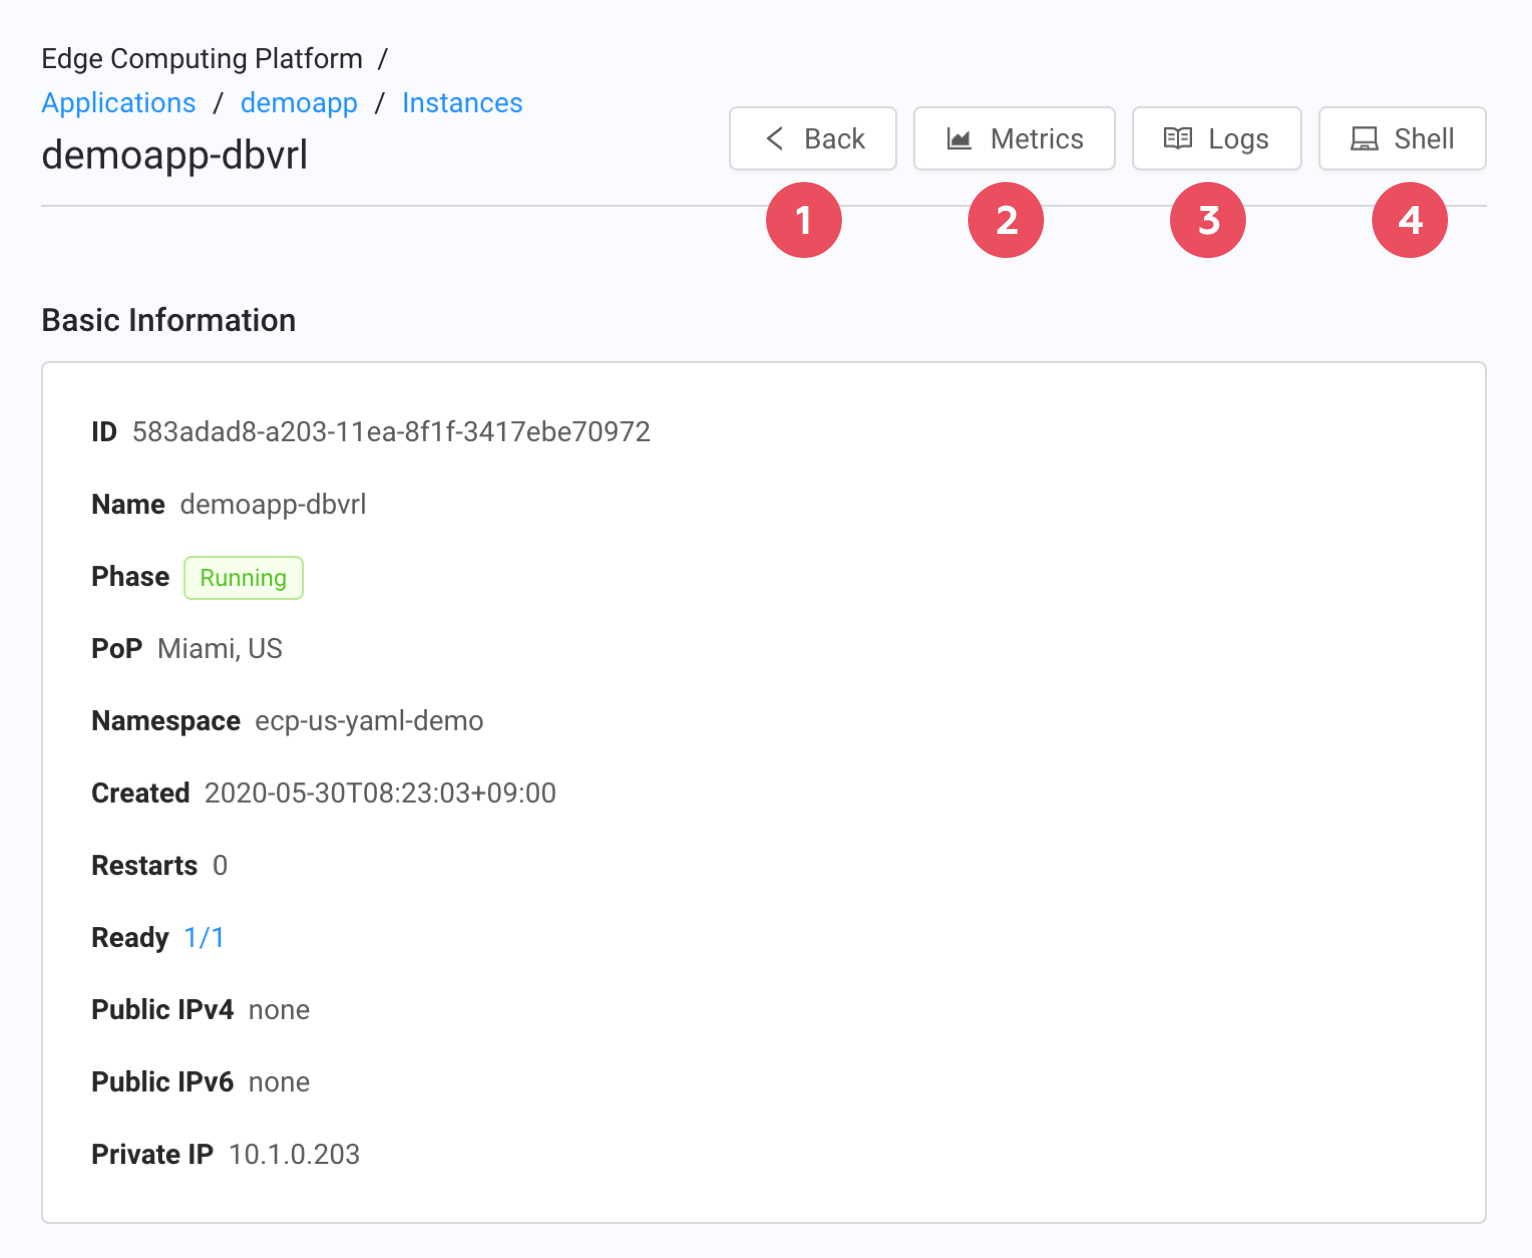 Edge Computing Platform /
Applications / demoapp / Instances
demoapp-dbvrl
Back
Metrics
Logs
Shell
1
2
3
4
Basic Information
ID 583adad8-a203-11ea-8f1f-3417ebe70972
Name demoapp-dbvrl
Phase Running
PoP Miami, US
Namespace ecp-us-yaml-demo
Created 2020-05-30T08:23:03+09:00
Restarts 0
Ready 1/1
Public IPv4 none
Public IPv6 none
Private IP 10.1.0.203